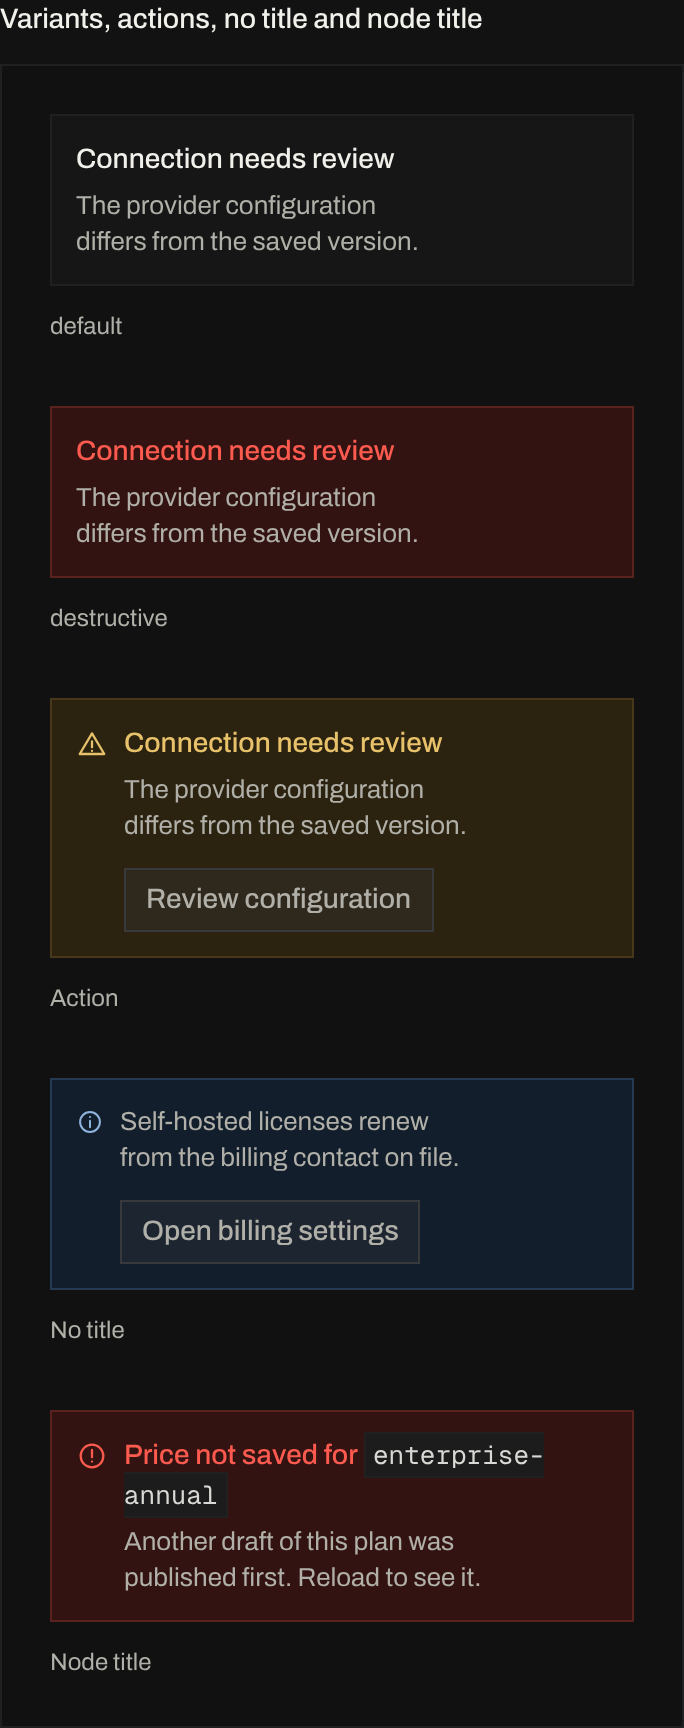 Variants, actions, no title and node title
Connection needs review
The provider configuration
differs from the saved version.
default
Connection needs review
The provider configuration
differs from the saved version.
destructive
Connection needs review
The provider configuration
differs from the saved version.
Review configuration
Action
Self-hosted licenses renew
from the billing contact on file.
Open billing settings
No title
Price not saved for enterprise-
annual
Another draft of this plan was
published first. Reload to see it.
Node title